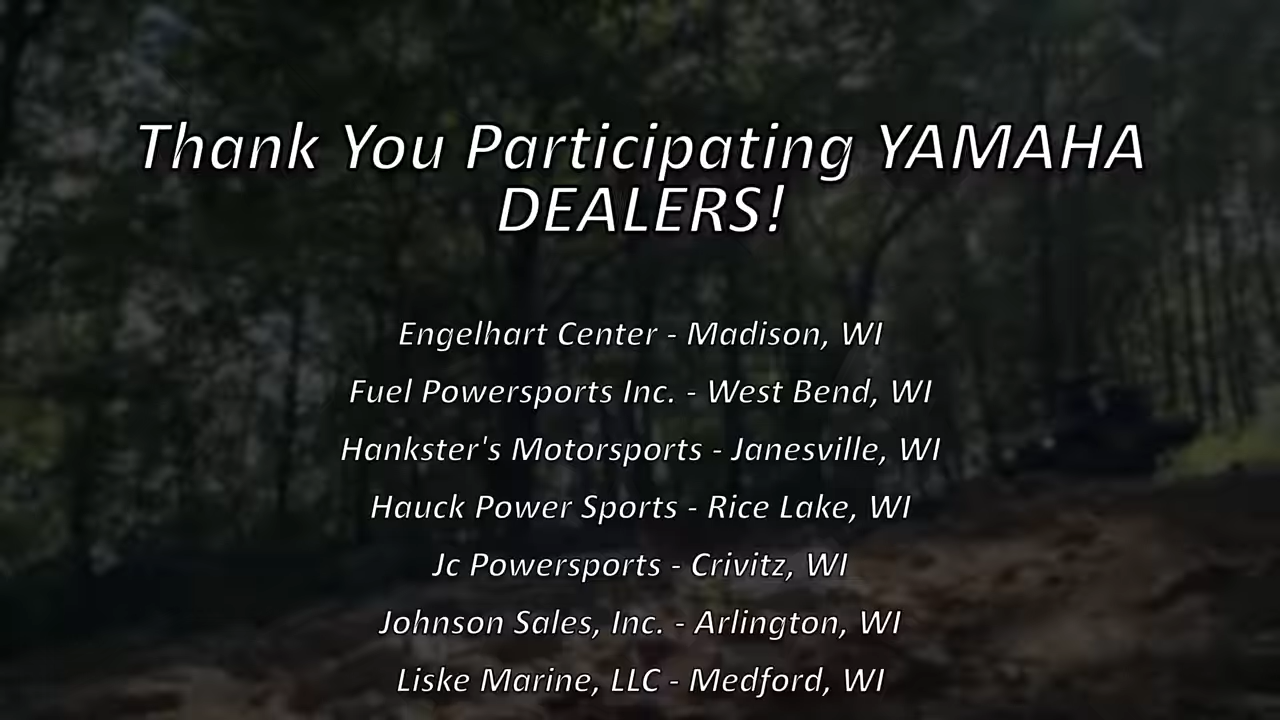 Thank You Participating YAMAHA
DEALERS!
Engelhart Center - Madison, WI
Fuel Powersports Inc. - West Bend, WI
Hankster's Motorsports - Janesville, WI
Hauck Power Sports - Rice Lake, WI
Jc Powersports - Crivitz, WI
Johnson Sales, Inc. - Arlington, WI
Liske Marine, LLC - Medford, WI